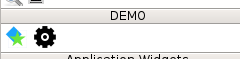 DEMO
Application Widgets